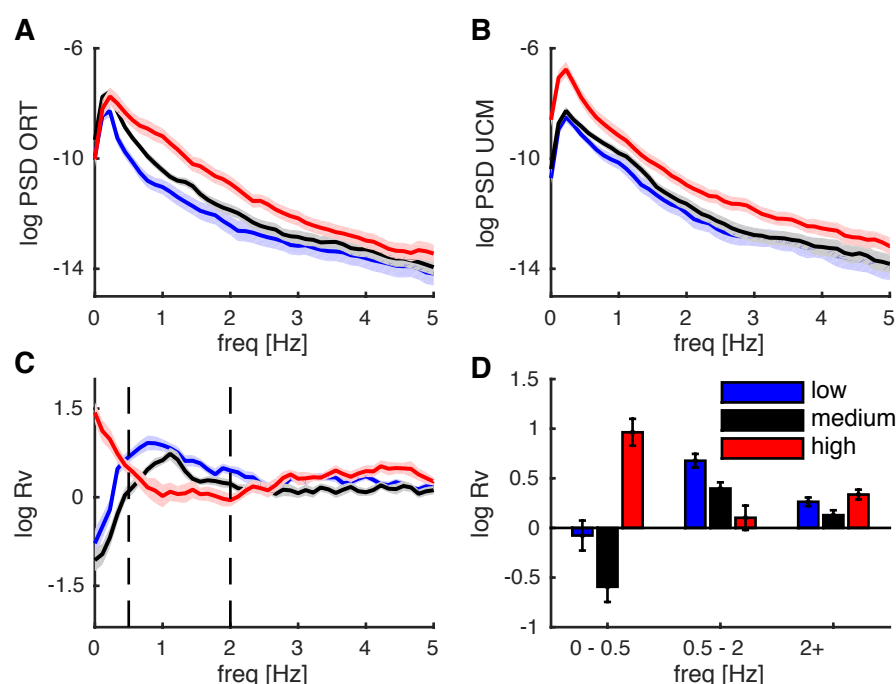 A
-6
-10
-14
log PSD ORT
0 1 2 3 4 5
freq [Hz]
B
-6
-10
-14
log PSD UCM
0 1 2 3 4 5
freq [Hz]
C
1.5
0
-1.5
log Rv
0 1 2 3 4 5
freq [Hz]
D
1.5
1
0.5
0
-0.5
-1
log Rv
low
medium
high
0 - 0.5 0.5 - 2 2+
freq [Hz]